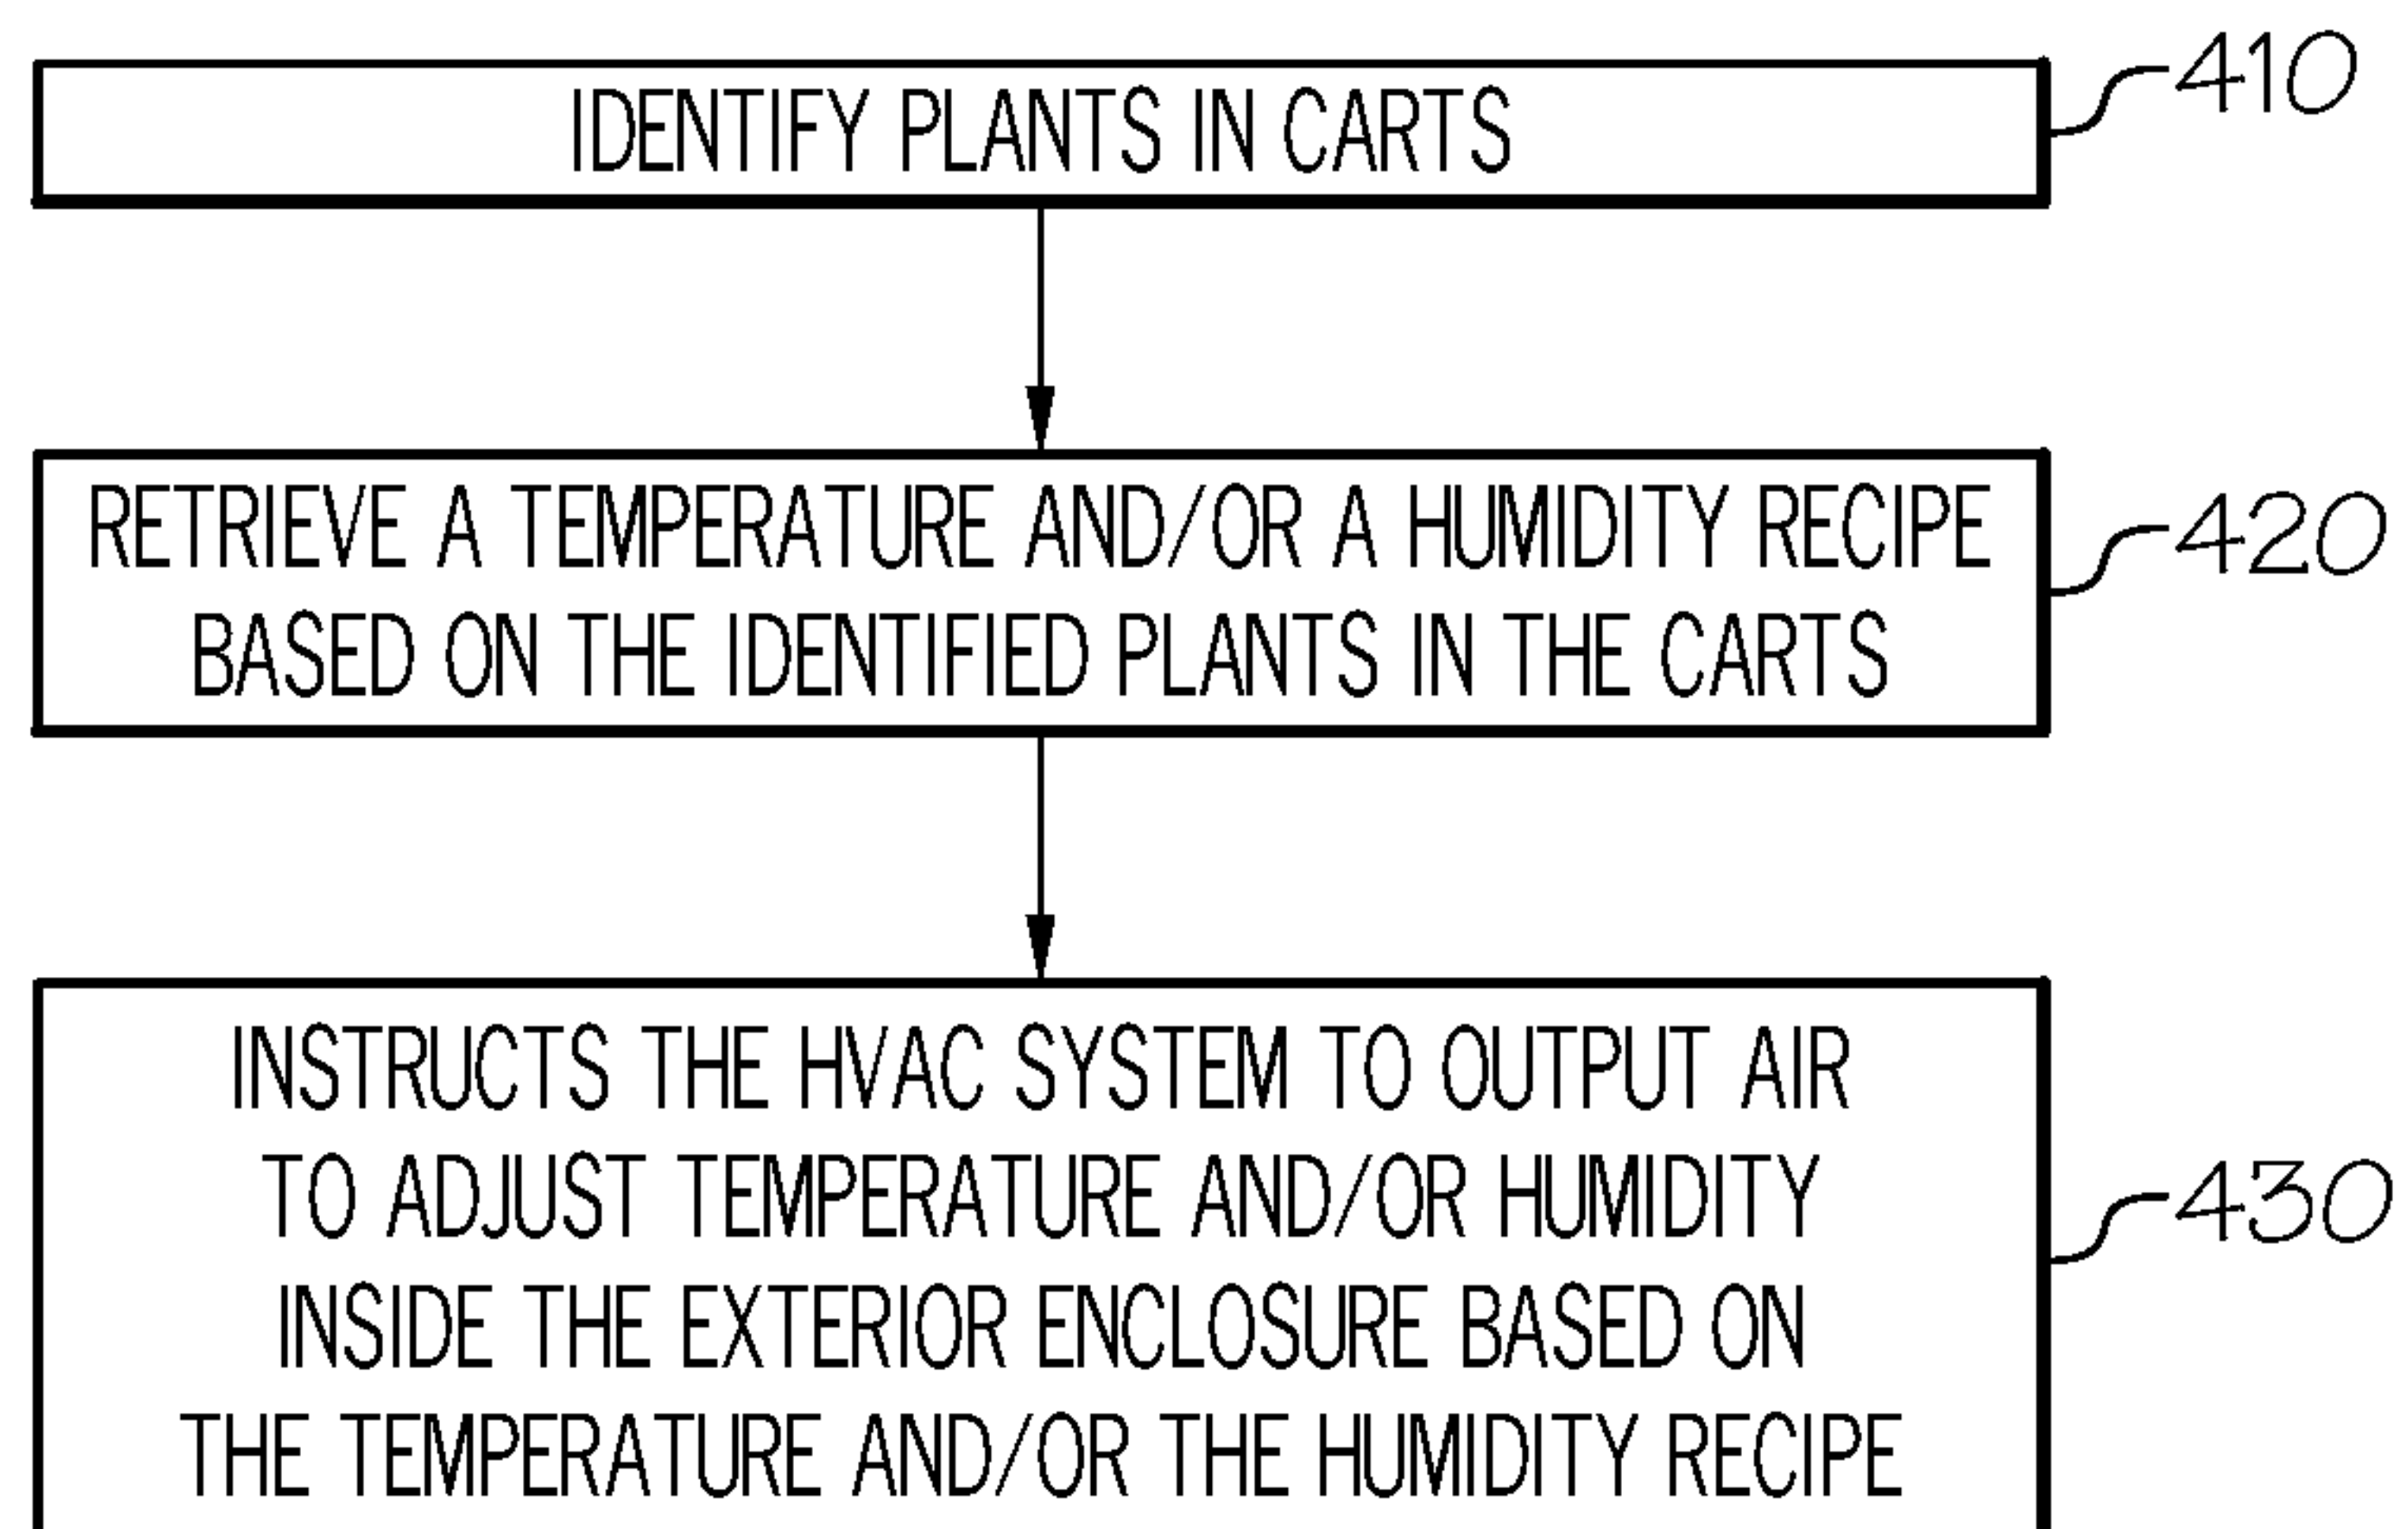 IDENTIFY PLANTS IN CARTS
410
RETRIEVE A TEMPERATURE AND/OR A HUMIDITY RECIPE
BASED ON THE IDENTIFIED PLANTS IN THE CARTS
420
INSTRUCTS THE HVAC SYSTEM TO OUTPUT AIR
TO ADJUST TEMPERATURE AND/OR HUMIDITY
INSIDE THE EXTERIOR ENCLOSURE BASED ON
THE TEMPERATURE AND/OR THE HUMIDITY RECIPE
430